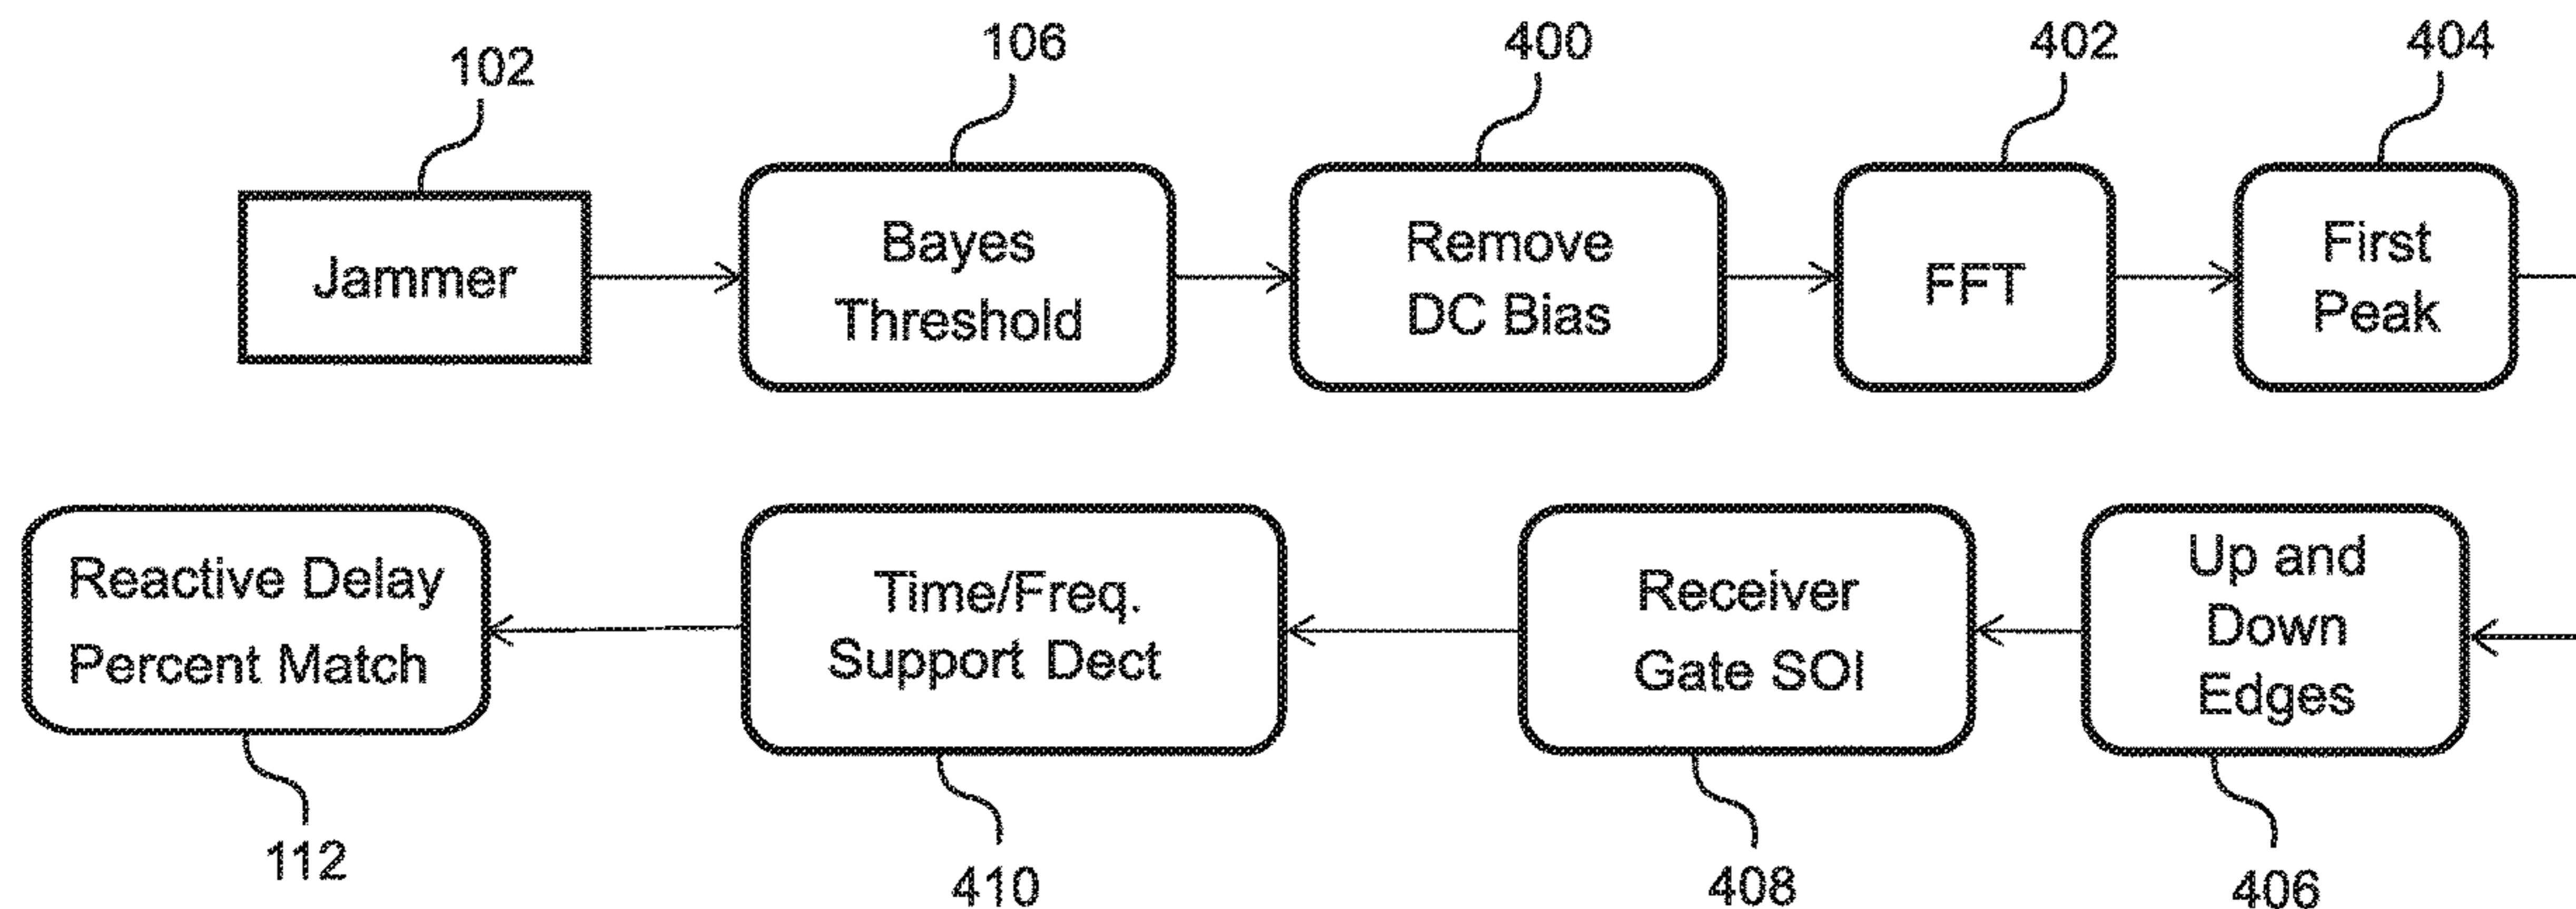 102
106
400
402
404
Jammer
Bayes
Threshold
Remove
DC Bias
FFT
First
Peak
Reactive Delay
Percent Match
Time/Freq.
Support Dect
Receiver
Gate SOI
Up and
Down
Edges
112
410
408
406